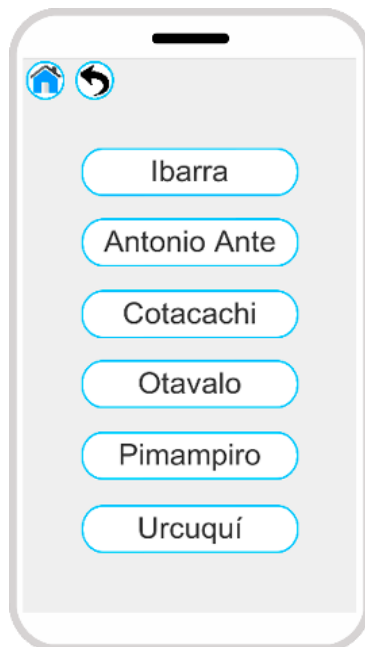 Ibarra
Antonio Ante
Cotacachi
Otavalo
Pimampiro
Urcuquí